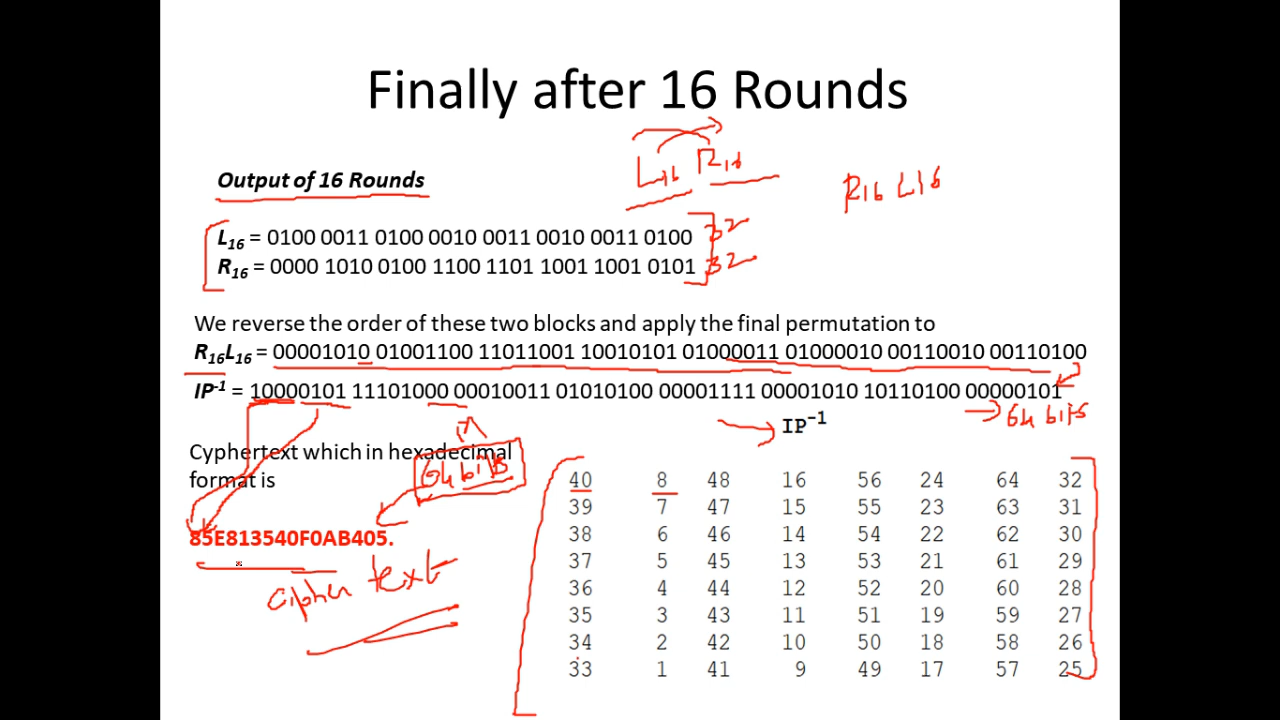 Finally after 16 Rounds
L16 R16
R16 L16
Output of 16 Rounds
L16 = 0100 0011 0100 0010 0011 0010 0011 0100 32
R16 = 0000 1010 0100 1100 1101 1001 1001 0101 32
We reverse the order of these two blocks and apply the final permutation to
R16L16 = 00001010 01001100 11011001 10010101 01000011 01000010 00110010 00110100
IP-1 = 10000101 11101000 00010011 01010100 00001111 00001010 10110100 00000101
64 bits
IP-1
Cyphertext which in hexadecimal
format is
64 bits
85E813540F0AB405.
cipher text
40 8 48 16 56 24 64 32
39 7 47 15 55 23 63 31
38 6 46 14 54 22 62 30
37 5 45 13 53 21 61 29
36 4 44 12 52 20 60 28
35 3 43 11 51 19 59 27
34 2 42 10 50 18 58 26
33 1 41 9 49 17 57 25